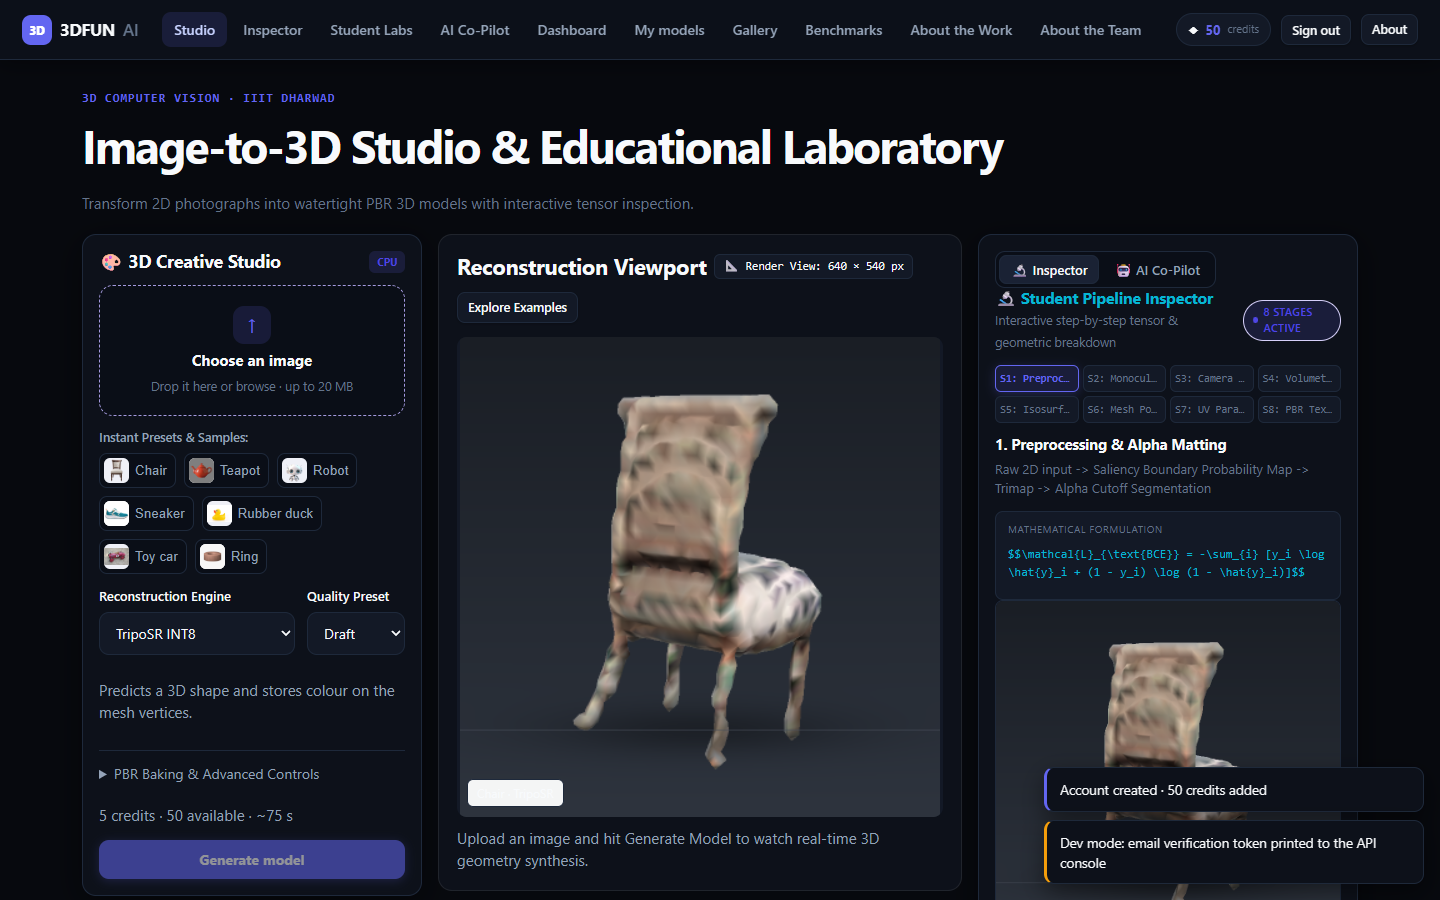 3D 3DFUN AI Studio Inspector Student Labs AI Co-Pilot Dashboard My models Gallery Benchmarks About the Work About the Team 50 credits Sign out About
3D COMPUTER VISION · IIIT DHARWAD
Image-to-3D Studio & Educational Laboratory
Transform 2D photographs into watertight PBR 3D models with interactive tensor inspection.
3D Creative Studio CPU
↑
Choose an image
Drop it here or browse · up to 20 MB
Instant Presets & Samples:
Chair Teapot Robot
Sneaker Rubber duck
Toy car Ring
Reconstruction Engine Quality Preset
TripoSR INT8 Draft
Predicts a 3D shape and stores colour on the
mesh vertices.
PBR Baking & Advanced Controls
5 credits · 50 available · ~75 s
Generate model
Reconstruction Viewport Render View: 640 × 540 px
Explore Examples
Upload an image and hit Generate Model to watch real-time 3D
geometry synthesis.
Inspector AI Co-Pilot
Student Pipeline Inspector
Interactive step-by-step tensor &
geometric breakdown
8 STAGES
ACTIVE
S1: Preproc… S2: Monocul… S3: Camera … S4: Volumet…
S5: Isosurf… S6: Mesh Po… S7: UV Para… S8: PBR Tex…
1. Preprocessing & Alpha Matting
Raw 2D input -> Saliency Boundary Probability Map ->
Trimap -> Alpha Cutoff Segmentation
MATHEMATICAL FORMULATION
$$\mathcal{L}_{\text{BCE}} = -\sum_{i} [y_i \log
\hat{y}_i + (1 - y_i) \log (1 - \hat{y}_i)]$$
Account created · 50 credits added
Dev mode: email verification token printed to the API
console